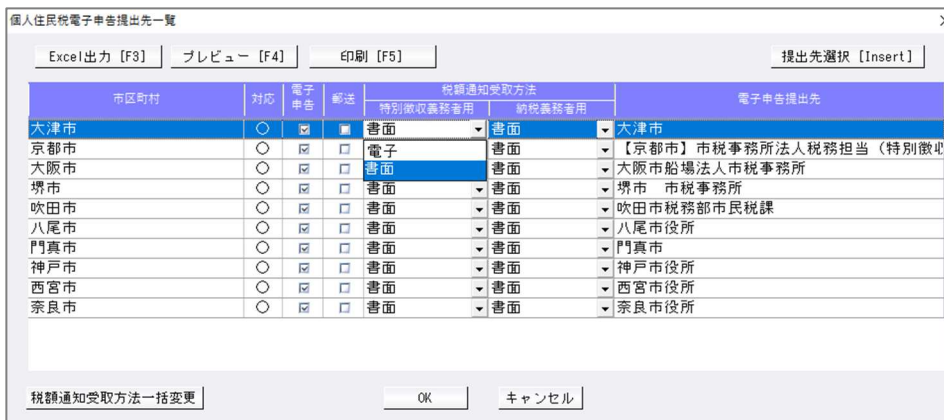 個人住民税電子申告提出先一覧
Excel出力 [F3] プレビュー [F4] 印刷 [F5] 提出先選択 [Insert]
市区町村 対応 電子申告 郵送 税額通知受取方法 電子申告提出先
特別徴収義務者用 納税義務者用
大津市 ○ 書面 書面 大津市
京都市 ○ 電子 書面 【京都市】市税事務所法人税務担当（特別徴収
大阪市 ○ 書面 書面 大阪市船場法人市税事務所
堺市 ○ 書面 書面 堺市 市税事務所
吹田市 ○ 書面 書面 吹田市税務部市民税課
八尾市 ○ 書面 書面 八尾市役所
門真市 ○ 書面 書面 門真市
神戸市 ○ 書面 書面 神戸市役所
西宮市 ○ 書面 書面 西宮市役所
奈良市 ○ 書面 書面 奈良市役所
税額通知受取方法一括変更 OK キャンセル